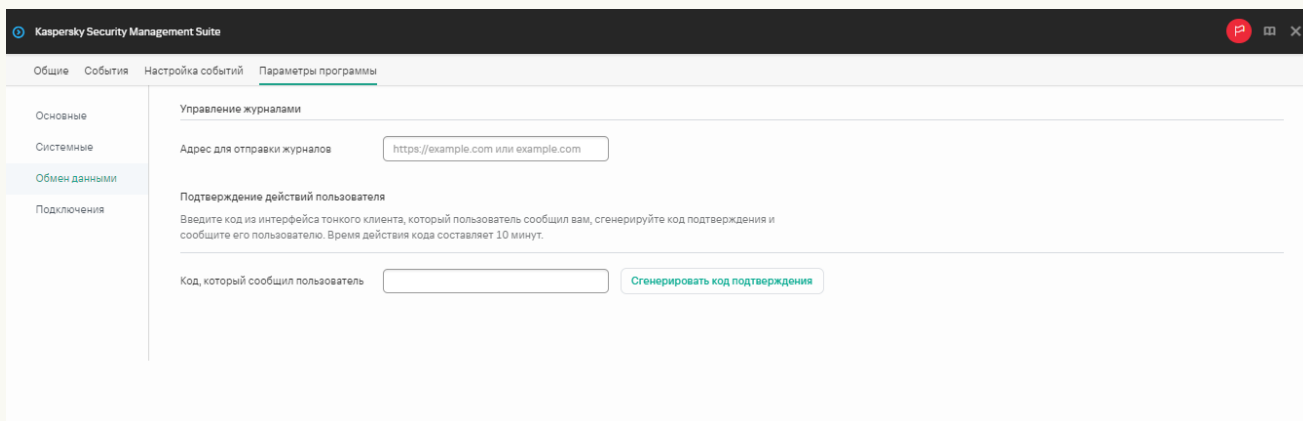 Kaspersky Security Management Suite
Общие События Настройка событий Параметры программы
Основные
Системные
Обмен данными
Подключения
Управление журналами
Адрес для отправки журналов https://example.com или example.com
Подтверждение действий пользователя
Введите код из интерфейса тонкого клиента, который пользователь сообщил вам, сгенерируйте код подтверждения и
сообщите его пользователю. Время действия кода составляет 10 минут.
Код, который сообщил пользователь Сгенерировать код подтверждения